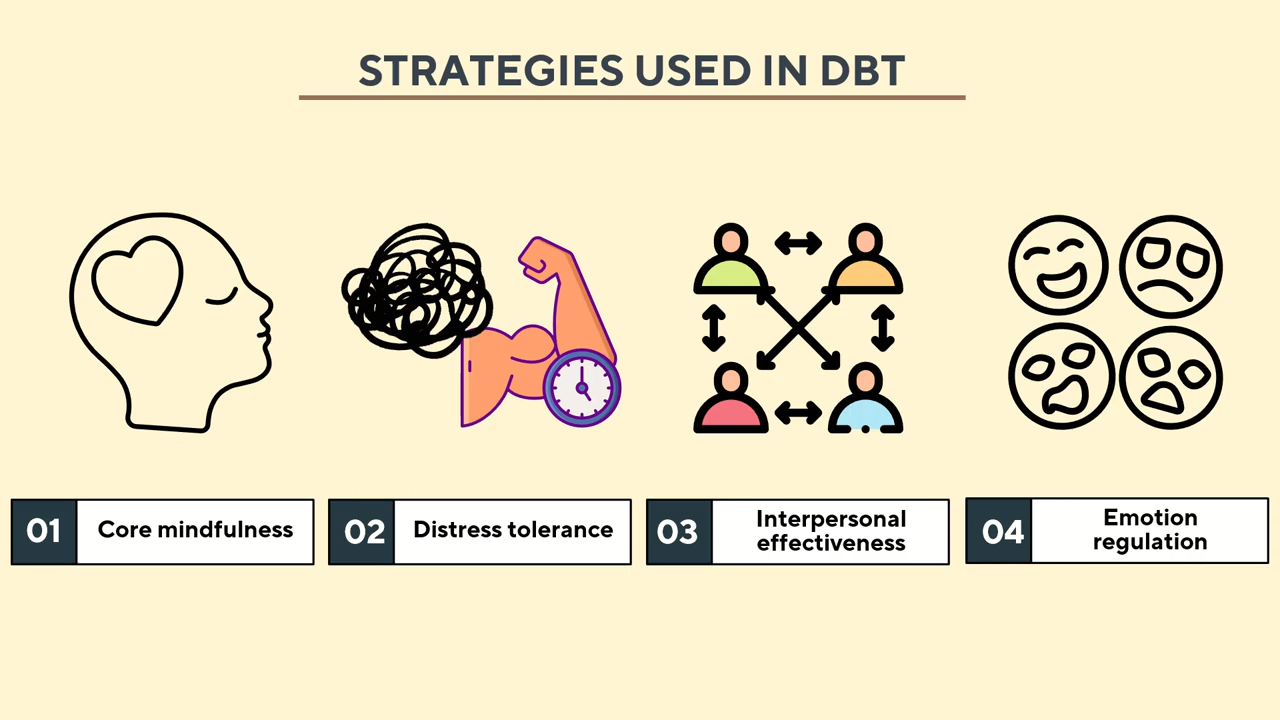 STRATEGIES USED IN DBT
01
Core mindfulness
02
Distress tolerance
03
Interpersonal
effectiveness
04
Emotion
regulation